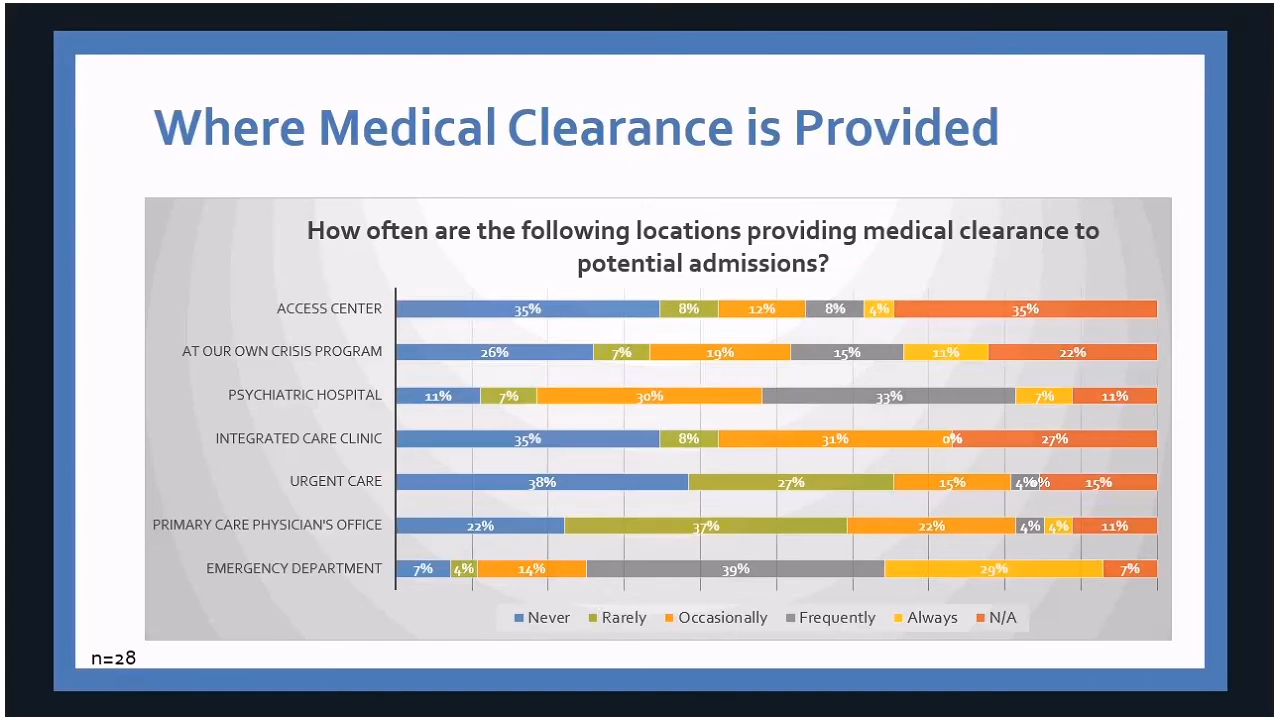 Where Medical Clearance is Provided
How often are the following locations providing medical clearance to
potential admissions?
ACCESS CENTER 35% 8% 12% 8% 4% 35%
AT OUR OWN CRISIS PROGRAM 26% 7% 19% 15% 11% 22%
PSYCHIATRIC HOSPITAL 11% 7% 30% 33% 7% 11%
INTEGRATED CARE CLINIC 35% 8% 31% 0% 27%
URGENT CARE 38% 27% 15% 4% 0% 15%
PRIMARY CARE PHYSICIAN'S OFFICE 22% 37% 22% 4% 4% 11%
EMERGENCY DEPARTMENT 7% 4% 14% 39% 29% 7%
Never Rarely Occasionally Frequently Always N/A
n=28